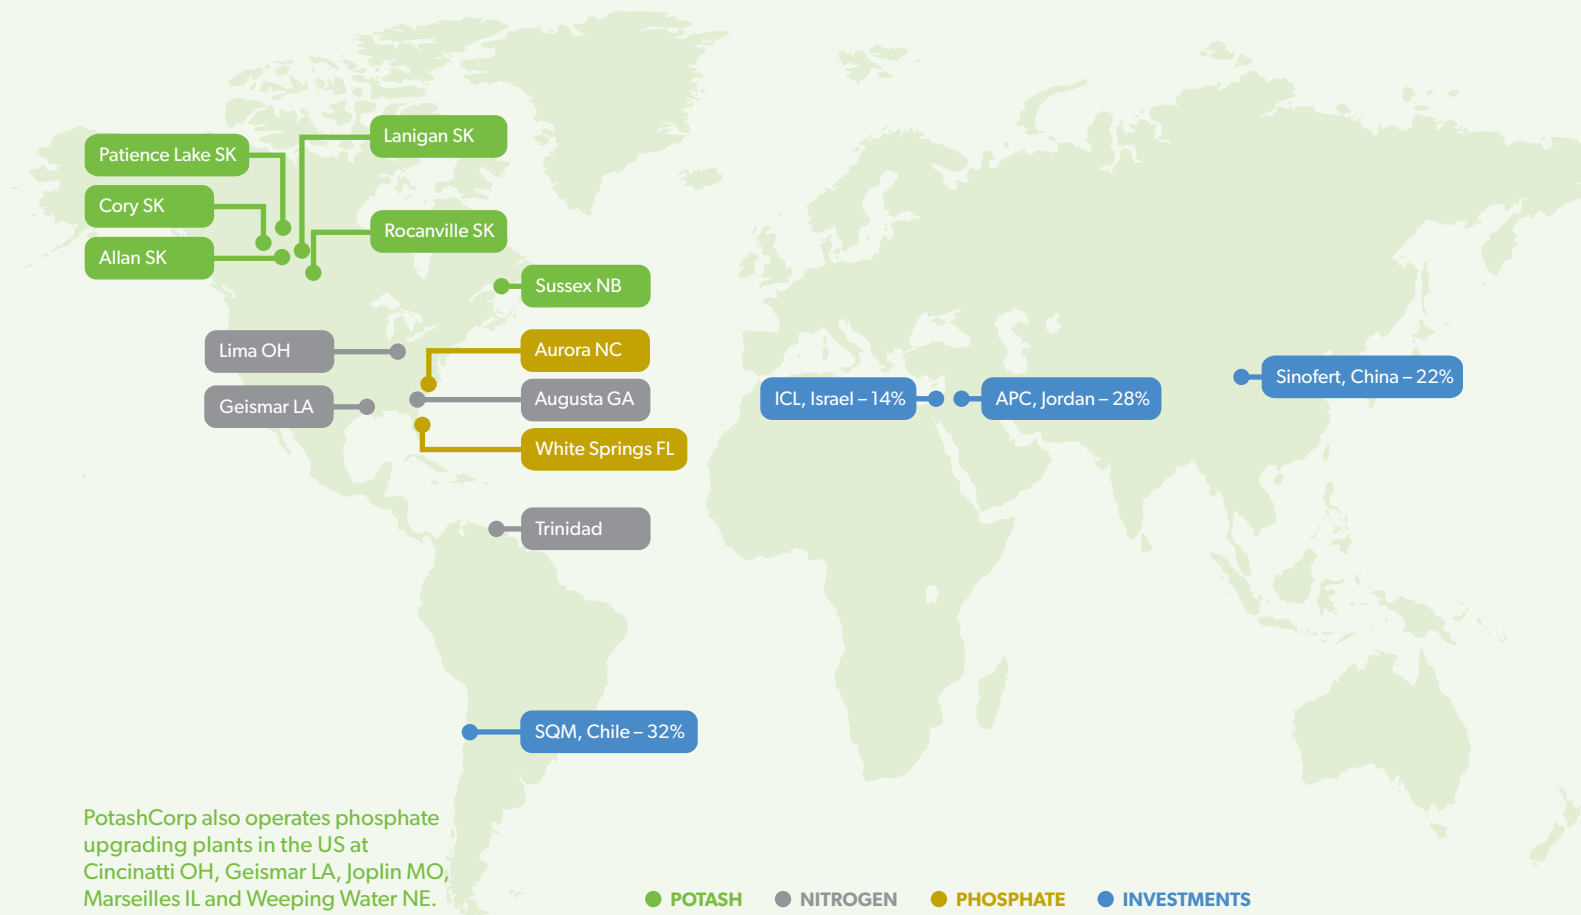 Lanigan SK
Patience Lake SK
Cory SK
Rocanville SK
Allan SK
Sussex NB
Lima OH
Aurora NC
Geismar LA
Augusta GA
White Springs FL
ICL, Israel – 14%
APC, Jordan – 28%
Sinofert, China – 22%
Trinidad
SQM, Chile – 32%
PotashCorp also operates phosphate
upgrading plants in the US at
Cincinatti OH, Geismar LA, Joplin MO,
Marseilles IL and Weeping Water NE.
POTASH
NITROGEN
PHOSPHATE
INVESTMENTS